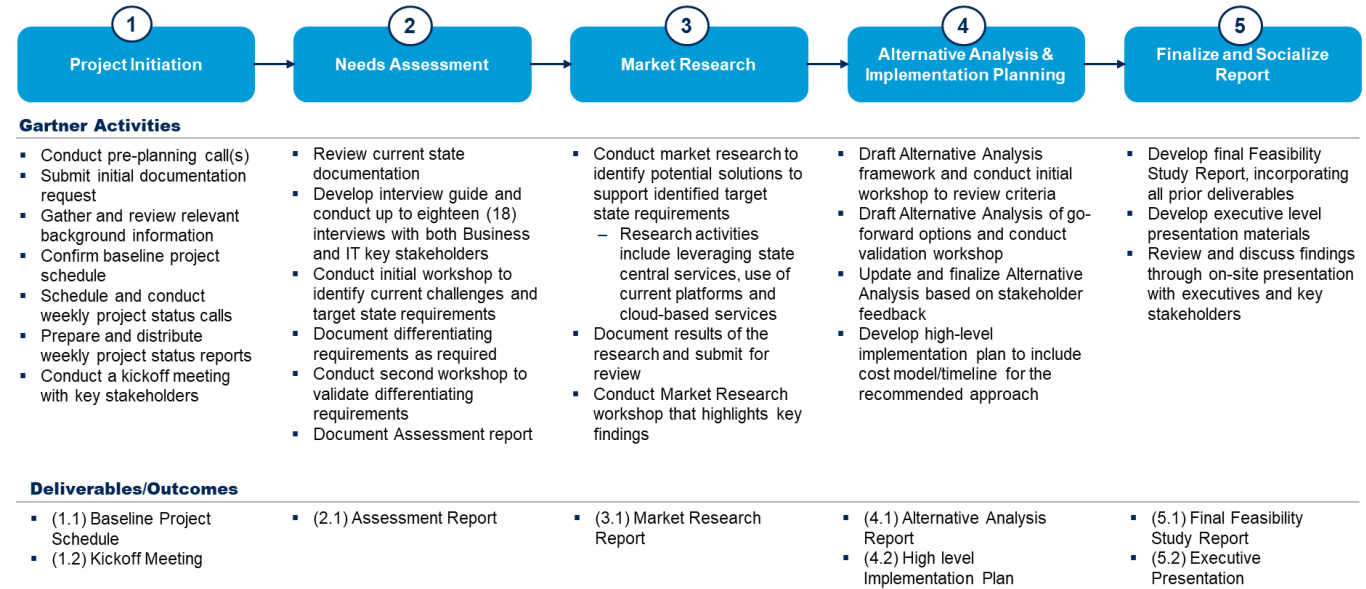 1
Project Initiation
2
Needs Assessment
3
Market Research
4
Alternative Analysis &
Implementation Planning
5
Finalize and Socialize
Report
Gartner Activities
▪ Conduct pre-planning call(s)
▪ Submit initial documentation
request
▪ Gather and review relevant
background information
▪ Confirm baseline project
schedule
▪ Schedule and conduct
weekly project status calls
▪ Prepare and distribute
weekly project status reports
▪ Conduct a kickoff meeting
with key stakeholders
▪ Review current state
documentation
▪ Develop interview guide and
conduct up to eighteen (18)
interviews with both Business
and IT key stakeholders
▪ Conduct initial workshop to
identify current challenges and
target state requirements
▪ Document differentiating
requirements as required
▪ Conduct second workshop to
validate differentiating
requirements
▪ Document Assessment report
▪ Conduct market research to
identify potential solutions to
support identified target
state requirements
– Research activities
include leveraging state
central services, use of
current platforms and
cloud-based services
▪ Document results of the
research and submit for
review
▪ Conduct Market Research
workshop that highlights key
findings
▪ Draft Alternative Analysis
framework and conduct initial
workshop to review criteria
▪ Draft Alternative Analysis of go-
forward options and conduct
validation workshop
▪ Update and finalize Alternative
Analysis based on stakeholder
feedback
▪ Develop high-level
implementation plan to include
cost model/timeline for the
recommended approach
▪ Develop final Feasibility
Study Report, incorporating
all prior deliverables
▪ Develop executive level
presentation materials
▪ Review and discuss findings
through on-site presentation
with executives and key
stakeholders
Deliverables/Outcomes
▪ (1.1) Baseline Project
Schedule
▪ (1.2) Kickoff Meeting
▪ (2.1) Assessment Report
▪ (3.1) Market Research
Report
▪ (4.1) Alternative Analysis
Report
▪ (4.2) High level
Implementation Plan
▪ (5.1) Final Feasibility
Study Report
▪ (5.2) Executive
Presentation